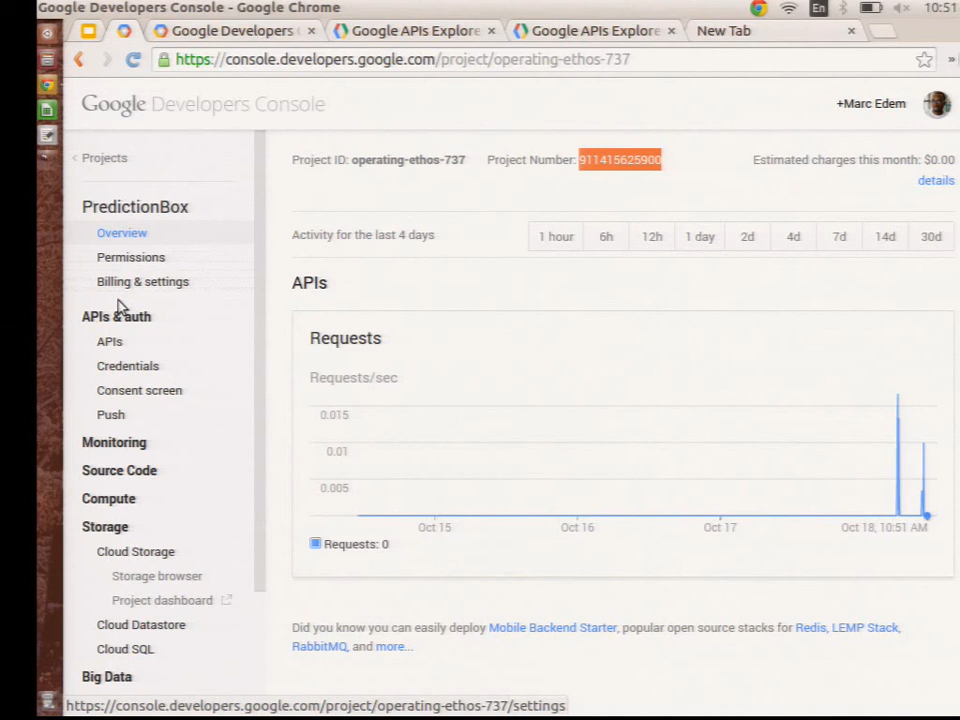 Google Developers Console - Google Chrome
En
10:51
Google Developers C
Google APIs Explore
Google APIs Explore
New Tab
https://console.developers.google.com/project/operating-ethos-737
Google Developers Console
+Marc Edem
Projects
Project ID: operating-ethos-737
Project Number: 911415625900
Estimated charges this month: $0.00
details
PredictionBox
Overview
Permissions
Billing & settings
APIs & auth
APIs
Credentials
Consent screen
Push
Monitoring
Source Code
Compute
Storage
Cloud Storage
Storage browser
Project dashboard
Cloud Datastore
Cloud SQL
Big Data
Activity for the last 4 days
1 hour 6h 12h 1 day 2d 4d 7d 14d 30d
APIs
Requests
Requests/sec
0.015
0.01
0.005
Oct 15 Oct 16 Oct 17 Oct 18, 10:51 AM
Requests: 0
Did you know you can easily deploy Mobile Backend Starter, popular open source stacks for Redis, LEMP Stack,
RabbitMQ, and more...
https://console.developers.google.com/project/operating-ethos-737/settings